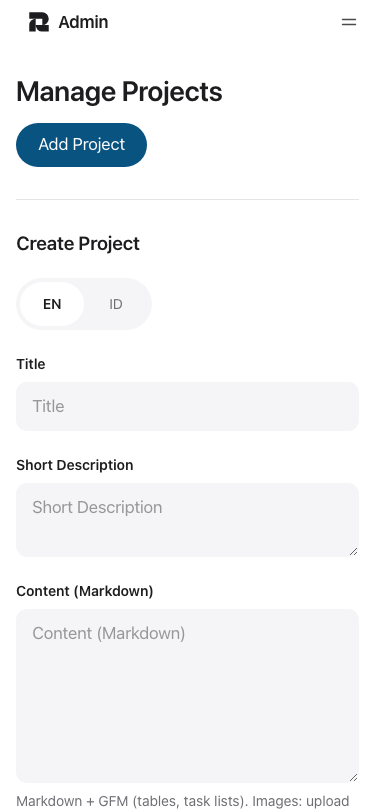 Admin
Manage Projects
Add Project
Create Project
EN
ID
Title
Title
Short Description
Short Description
Content (Markdown)
Content (Markdown)
Markdown + GFM (tables, task lists). Images: upload